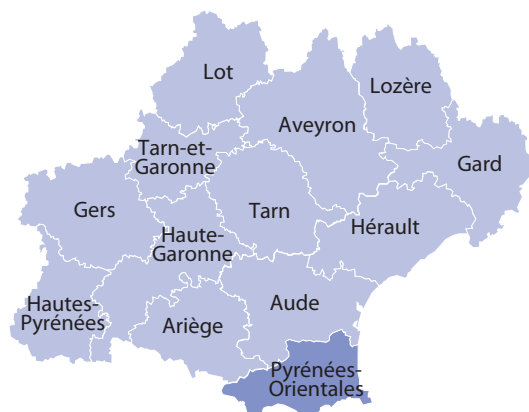 Lot
Lozère
Aveyron
Tarn-et-
Garonne
Gard
Gers
Tarn
Hérault
Haute-
Garonne
Hautes-
Pyrénées
Aude
Ariège
Pyrénées-
Orientales